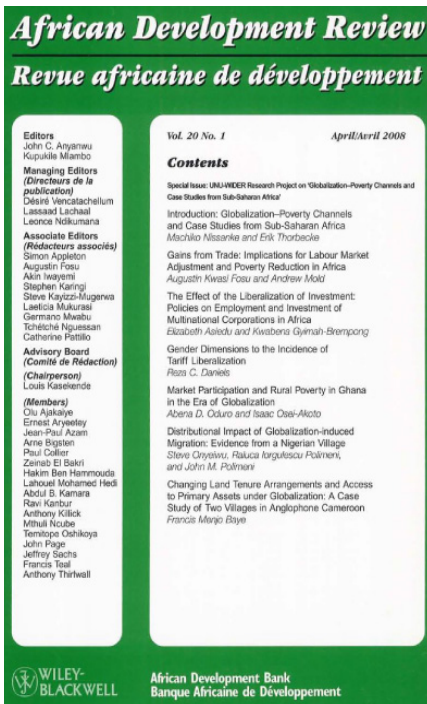 African Development Review
Revue africaine de développement
Editors
John C. Anyanwu
Kupukile Mlambo
Managing Editors
(Directeurs de la
publication)
Désiré Vencatachellum
Lassaad Lachaal
Leonce Ndikumana
Associate Editors
(Rédacteurs associés)
Simon Appleton
Augustin Fosu
Akin Iwayemi
Stephen Karingi
Steve Kayizzi-Mugerwa
Laeticia Mukurasi
Germano Mwabu
Tchétché Nguessan
Catherine Pattillo
Advisory Board
(Comité de Rédaction)
(Chairperson)
Louis Kasekende
(Members)
Olu Ajakaiye
Ernest Aryeetey
Jean-Paul Azam
Arne Bigsten
Paul Collier
Zeinab El Bakri
Hakim Ben Hammouda
Lahouel Mohamed Hedi
Abdul B. Kamara
Ravi Kanbur
Anthony Killick
Mthuli Ncube
Temitope Oshikoya
John Page
Jeffrey Sachs
Francis Teal
Anthony Thirlwall
Vol. 20 No. 1 April/Avril 2008
Contents
Special Issue: UNU-WIDER Research Project on 'Globalization–Poverty Channels and
Case Studies from Sub-Saharan Africa'
Introduction: Globalization–Poverty Channels
and Case Studies from Sub-Saharan Africa
Machiko Nissanke and Erik Thorbecke
Gains from Trade: Implications for Labour Market
Adjustment and Poverty Reduction in Africa
Augustin Kwasi Fosu and Andrew Mold
The Effect of the Liberalization of Investment:
Policies on Employment and Investment of
Multinational Corporations in Africa
Elizabeth Asiedu and Kwabena Gyimah-Brempong
Gender Dimensions to the Incidence of
Tariff Liberalization
Reza C. Daniels
Market Participation and Rural Poverty in Ghana
in the Era of Globalization
Abena D. Oduro and Isaac Osei-Akoto
Distributional Impact of Globalization-induced
Migration: Evidence from a Nigerian Village
Steve Onyeiwu, Raluca Iorgulescu Polimeni,
and John M. Polimeni
Changing Land Tenure Arrangements and Access
to Primary Assets under Globalization: A Case
Study of Two Villages in Anglophone Cameroon
Francis Menjo Baye
WILEY-
BLACKWELL
African Development Bank
Banque Africaine de Développement